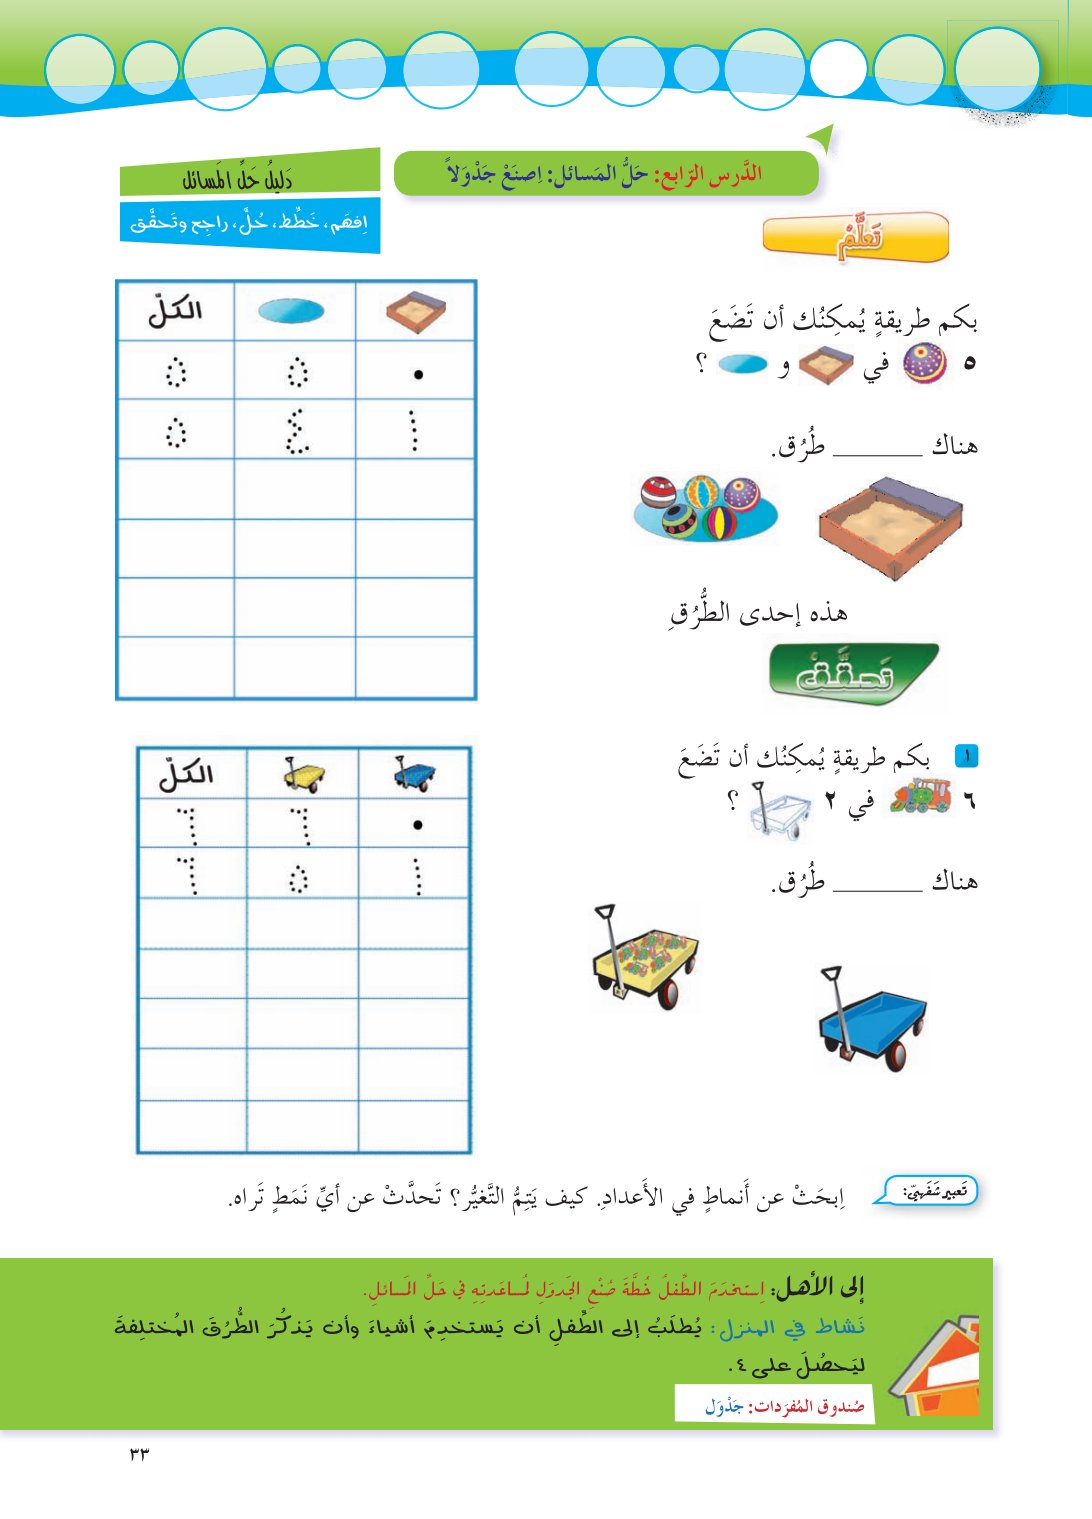 الدَّرس الرّابع: حَلُّ المَسائل: اِصنَعْ جَدْوَلاً
دَليلُ حَلِّ المَسائل
اِفهَم، خَطِّط، حُلَّ، راجِع وتَحقَّق
تَعلَّمْ
بكم طريقةٍ يُمكِنُك أن تَضَعَ
٥ في و ؟
هناك ______ طُرُق.
هذه إحدى الطُّرُقِ
الكلّ
٠ ٥ ٥
١ ٤ ٥
تَحقَّقْ
١ بكم طريقةٍ يُمكِنُك أن تَضَعَ
٦ في ٢ ؟
هناك ______ طُرُق.
الكلّ
٠ ٦ ٦
١ ٥ ٦
تَعبير شَفَهيّ: اِبحَثْ عن أَنماطٍ في الأَعدادِ. كيف يَتِمُّ التَّغيُّر؟ تَحدَّثْ عن أيِّ نَمَطٍ تَراه.
إلى الأهل: اِستخدَمَ الطِّفلُ خُطَّةَ صُنْعِ الجَدوَلِ لمُساعَدتِهِ في حَلِّ المَسائلِ.
نَشاط في المنزل: يُطلَبُ إلى الطِّفلِ أن يَستخدِمَ أشياءَ وأن يَذكُرَ الطُّرُقَ المُختلِفةَ
ليَحصُلَ على ٤.
صُندوق المُفرَدات: جَدْوَل
٣٣